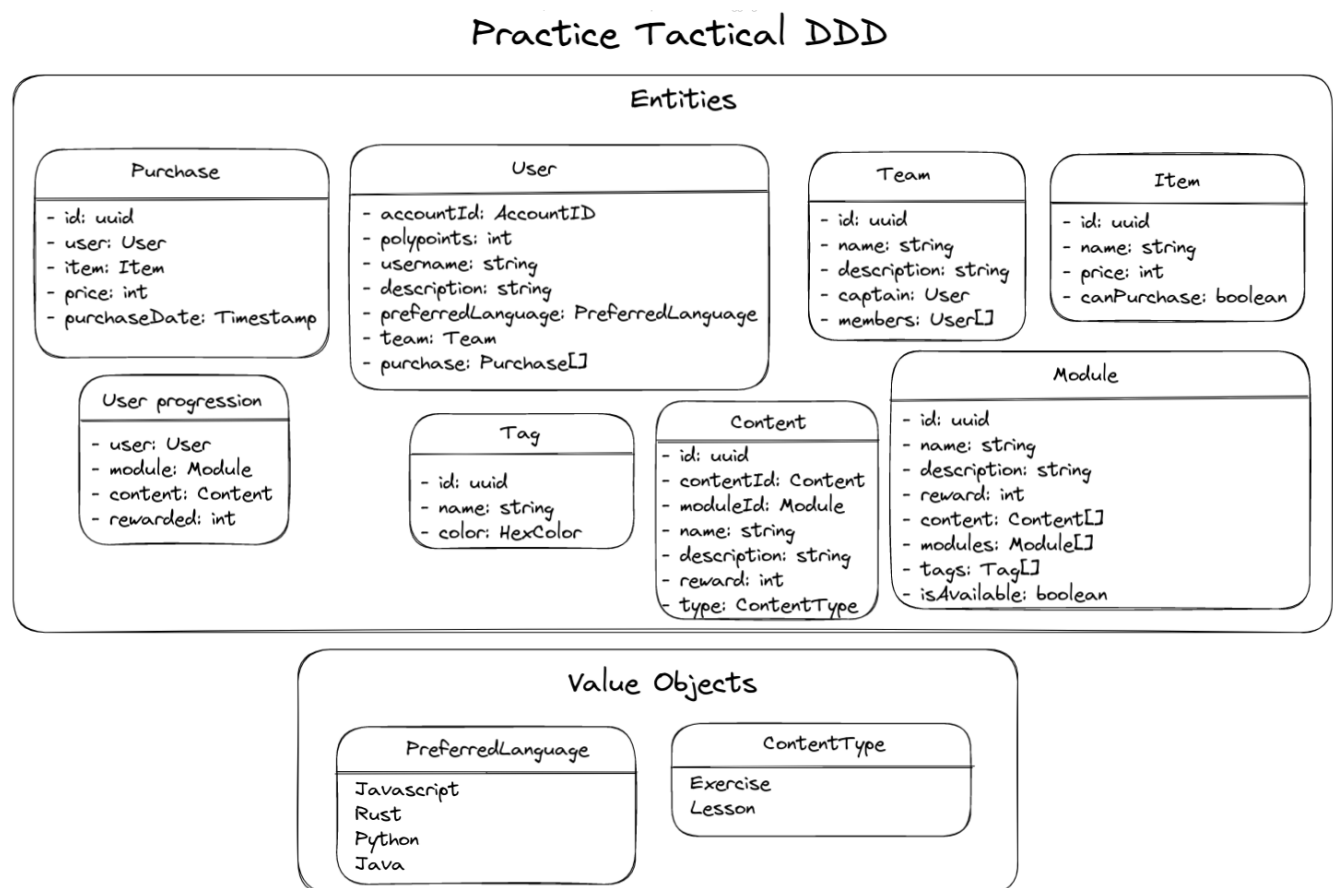 Practice Tactical DDD
Entities
Purchase
- id: uuid
- user: User
- item: Item
- price: int
- purchaseDate: Timestamp
User
- accountId: AccountID
- polypoints: int
- username: string
- description: string
- preferredLanguage: PreferredLanguage
- team: Team
- purchase: Purchase[]
Team
- id: uuid
- name: string
- description: string
- captain: User
- members: User[]
Item
- id: uuid
- name: string
- price: int
- canPurchase: boolean
User progression
- user: User
- module: Module
- content: Content
- rewarded: int
Tag
- id: uuid
- name: string
- color: HexColor
Content
- id: uuid
- contentId: Content
- moduleId: Module
- name: string
- description: string
- reward: int
- type: ContentType
Module
- id: uuid
- name: string
- description: string
- reward: int
- content: Content[]
- modules: Module[]
- tags: Tag[]
- isAvailable: boolean
Value Objects
PreferredLanguage
Javascript
Rust
Python
Java
ContentType
Exercise
Lesson